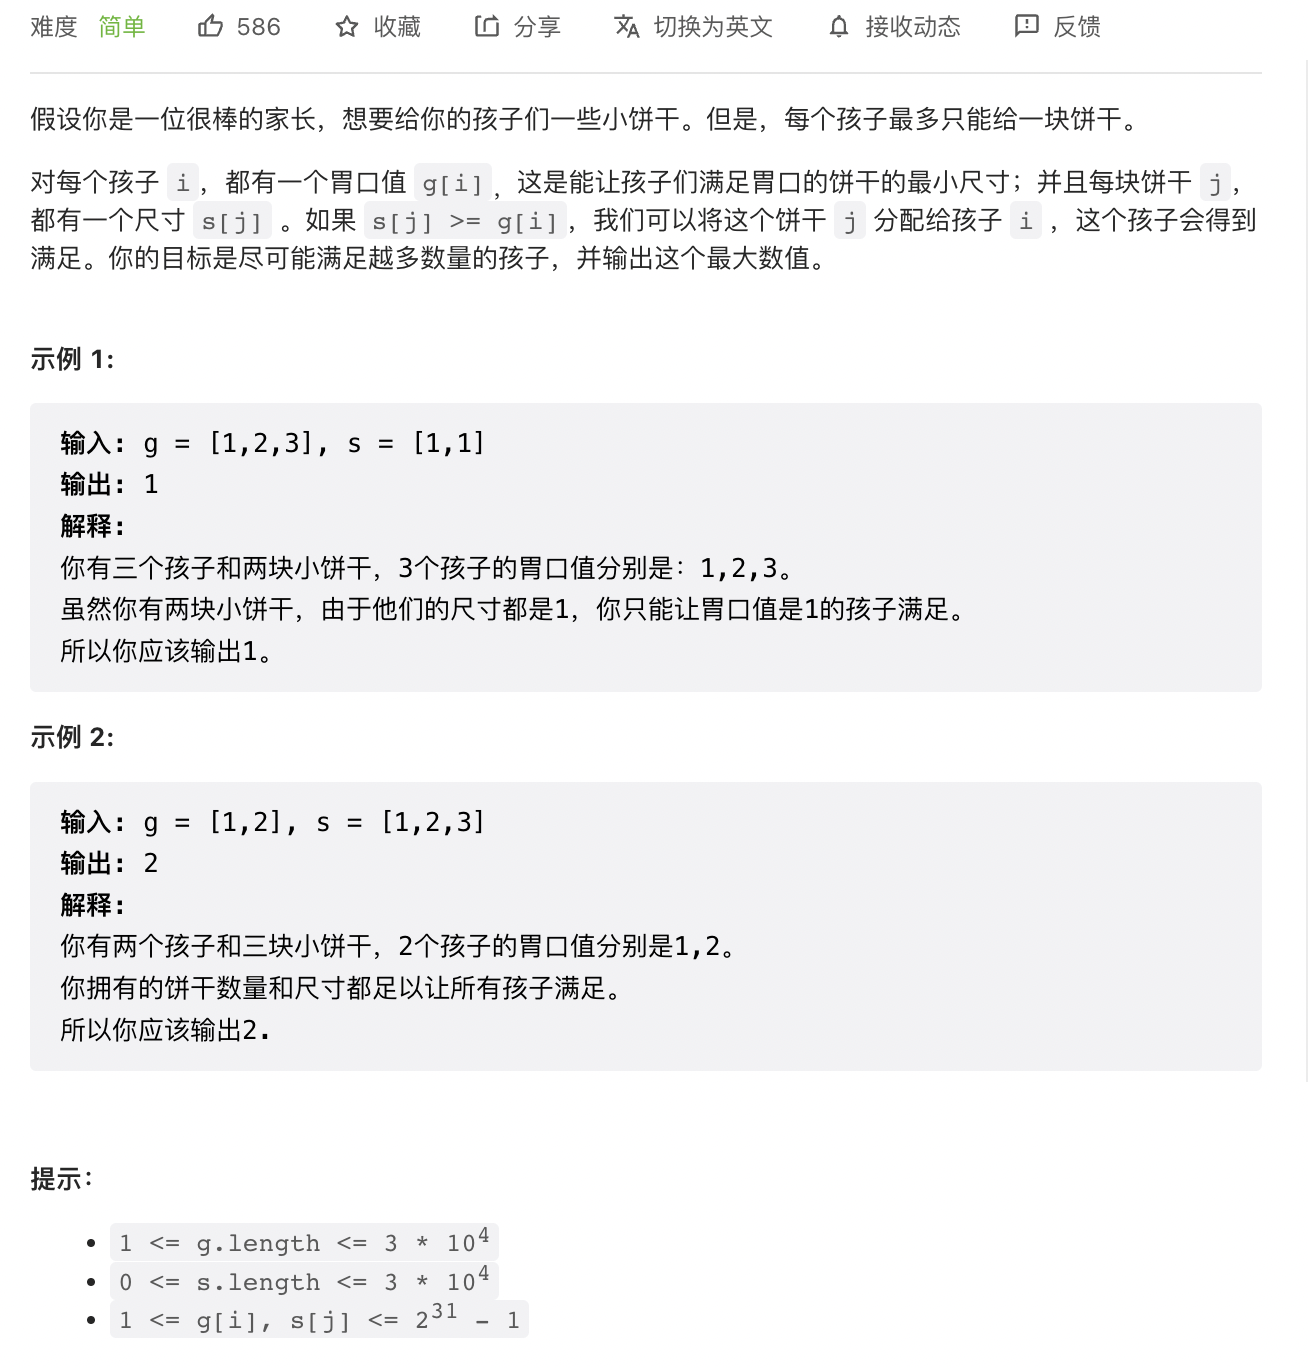 难度 简单 586 收藏 分享 切换为英文 接收动态 反馈
假设你是一位很棒的家长，想要给你的孩子们一些小饼干。但是，每个孩子最多只能给一块饼干。
对每个孩子 i，都有一个胃口值 g[i]，这是能让孩子们满足胃口的饼干的最小尺寸；并且每块饼干 j，
都有一个尺寸 s[j] 。如果 s[j] >= g[i]，我们可以将这个饼干 j 分配给孩子 i ，这个孩子会得到
满足。你的目标是尽可能满足越多数量的孩子，并输出这个最大数值。
示例 1:
输入: g = [1,2,3], s = [1,1]
输出: 1
解释:
你有三个孩子和两块小饼干，3个孩子的胃口值分别是：1,2,3。
虽然你有两块小饼干，由于他们的尺寸都是1，你只能让胃口值是1的孩子满足。
所以你应该输出1。
示例 2:
输入: g = [1,2], s = [1,2,3]
输出: 2
解释:
你有两个孩子和三块小饼干，2个孩子的胃口值分别是1,2。
你拥有的饼干数量和尺寸都足以让所有孩子满足。
所以你应该输出2.
提示：
1 <= g.length <= 3 * 10⁴
0 <= s.length <= 3 * 10⁴
1 <= g[i], s[j] <= 2³¹ - 1